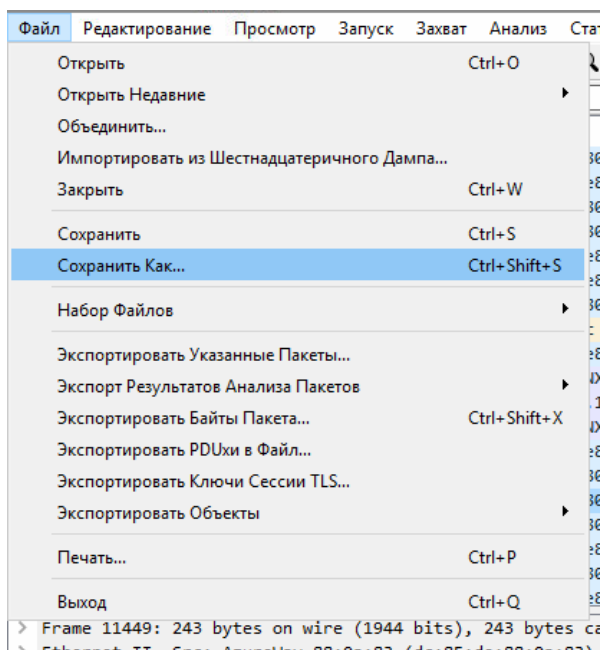 Файл Редактирование Просмотр Запуск Захват Анализ
Открыть Ctrl+O
Открыть Недавние
Объединить...
Импортировать из Шестнадцатеричного Дампа...
Закрыть Ctrl+W
Сохранить Ctrl+S
Сохранить Как... Ctrl+Shift+S
Набор Файлов
Экспортировать Указанные Пакеты...
Экспорт Результатов Анализа Пакетов
Экспортировать Байты Пакета... Ctrl+Shift+X
Экспортировать PDUхи в Файл...
Экспортировать Ключи Сессии TLS...
Экспортировать Объекты
Печать... Ctrl+P
Выход Ctrl+Q
Frame 11449: 243 bytes on wire (1944 bits), 243 bytes